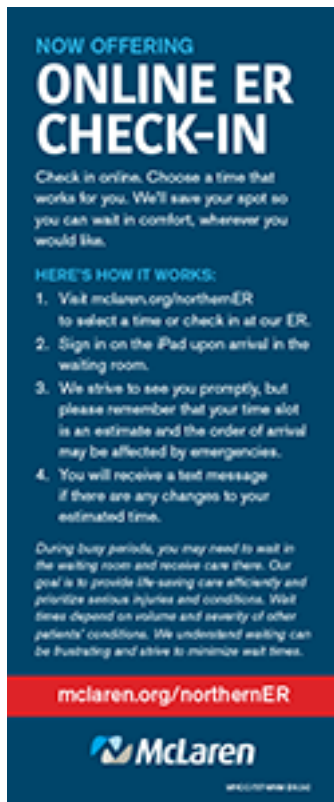 NOW OFFERING
ONLINE ER
CHECK-IN
Check in online. Choose a time that
works for you. We'll save your spot so
you can wait in comfort, wherever you
would like.
HERE'S HOW IT WORKS:
1. Visit mclaren.org/northernER
to select a time or check in at our ER.
2. Sign in on the iPad upon arrival in the
waiting room.
3. We strive to see you promptly, but
please remember that your time slot
is an estimate and the order of arrival
may be affected by emergencies.
4. You will receive a text message
if there are any changes to your
estimated time.
During busy periods, you may need to wait in
the waiting room and receive care there. Our
goal is to provide life-saving care efficiently and
prioritize serious injuries and conditions. Wait
times depend on volume and severity of other
patients' conditions. We understand waiting can
be frustrating and strive to minimize wait times.
mclaren.org/northernER
McLaren